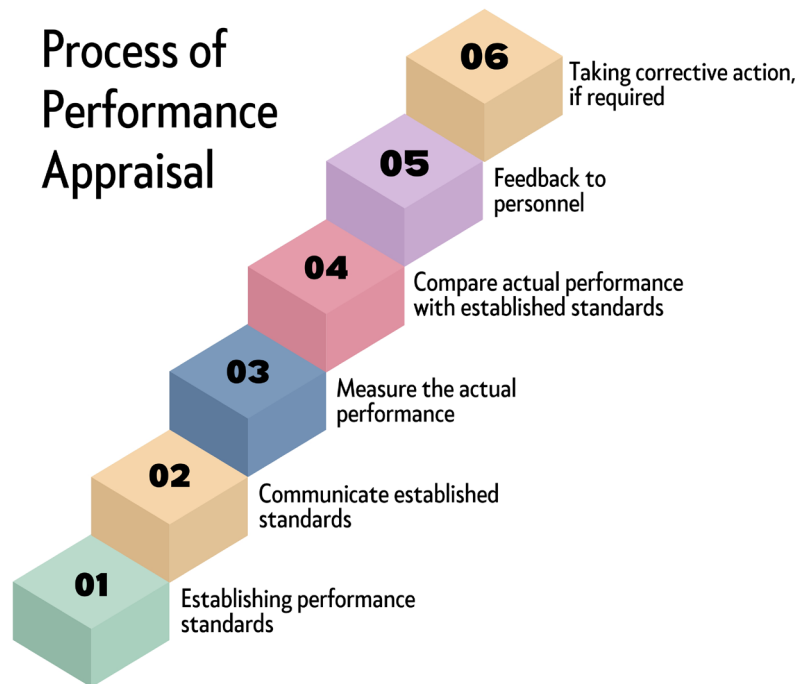 Process of
Performance
Appraisal
06
Taking corrective action,
if required
05
Feedback to
personnel
04
Compare actual performance
with established standards
03
Measure the actual
performance
02
Communicate established
standards
01
Establishing performance
standards